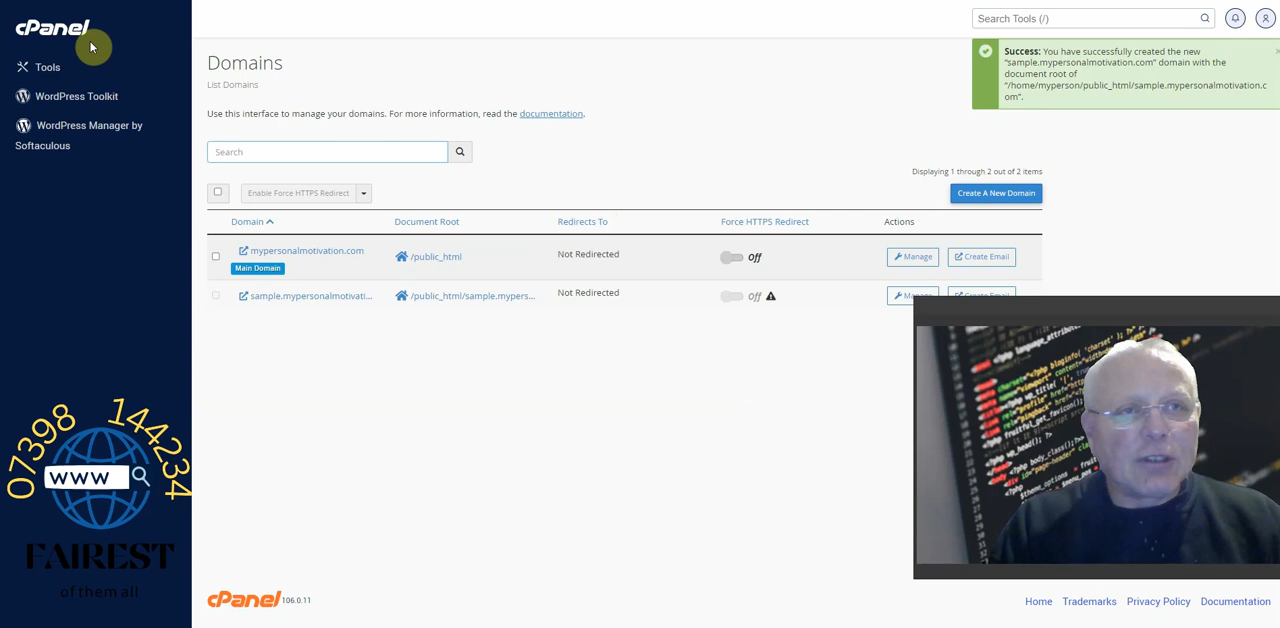 cPanel
Tools
WordPress Toolkit
WordPress Manager by
Softaculous
07398 144234
www
FAIREST
of them all
Search Tools (/)
Success: You have successfully created the new
"sample.mypersonalmotivation.com" domain with the
document root of
"/home/myperson/public_html/sample.mypersonalmotivation.c
om".
Domains
List Domains
Use this interface to manage your domains. For more information, read the documentation.
Search
Displaying 1 through 2 out of 2 items
Enable Force HTTPS Redirect
Create A New Domain
Domain Document Root Redirects To Force HTTPS Redirect Actions
mypersonalmotivation.com /public_html Not Redirected Off Manage Create Email
Main Domain
sample.mypersonalmotivati... /public_html/sample.mypers... Not Redirected Off Manage Create Email
cPanel 106.0.11
Home Trademarks Privacy Policy Documentation